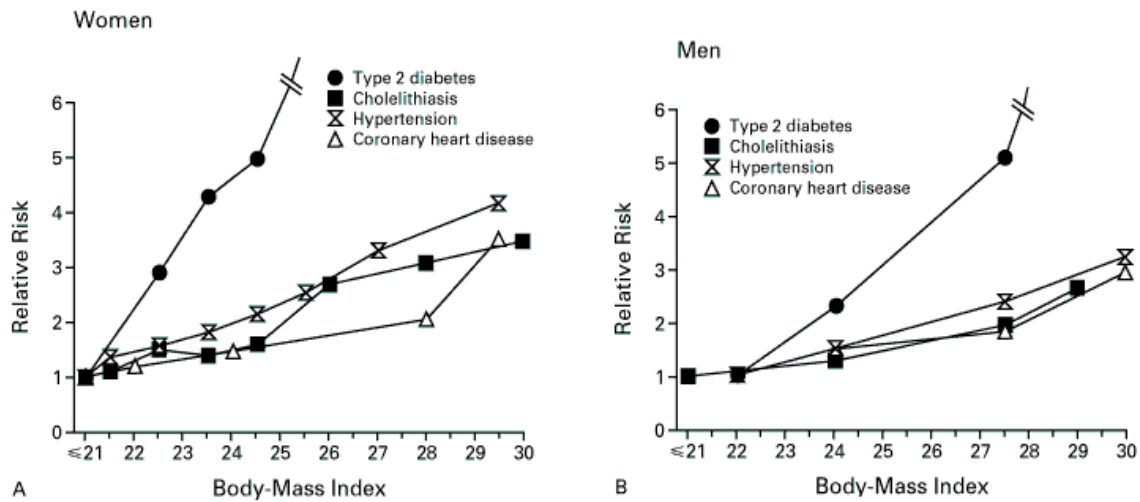 Women
Type 2 diabetes
Cholelithiasis
Hypertension
Coronary heart disease
6
5
4
3
2
1
0
Relative Risk
≤21 22 23 24 25 26 27 28 29 30
Body-Mass Index
A
Men
Type 2 diabetes
Cholelithiasis
Hypertension
Coronary heart disease
6
5
4
3
2
1
0
Relative Risk
≤21 22 23 24 25 26 27 28 29 30
Body-Mass Index
B